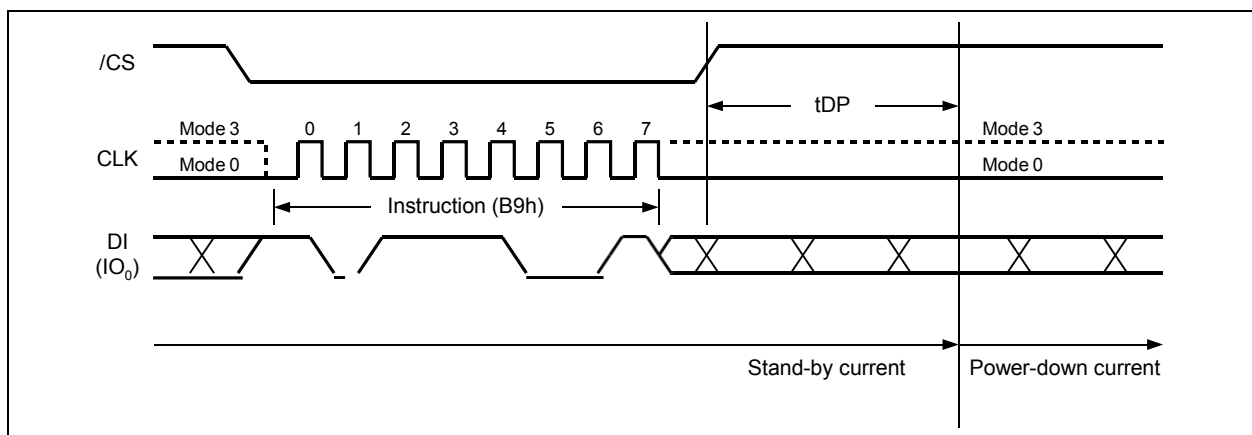 /CS
tDP
Mode 3 0 1 2 3 4 5 6 7 Mode 3
CLK
Mode 0 Mode 0
Instruction (B9h)
DI
(IO₀)
Stand-by current Power-down current